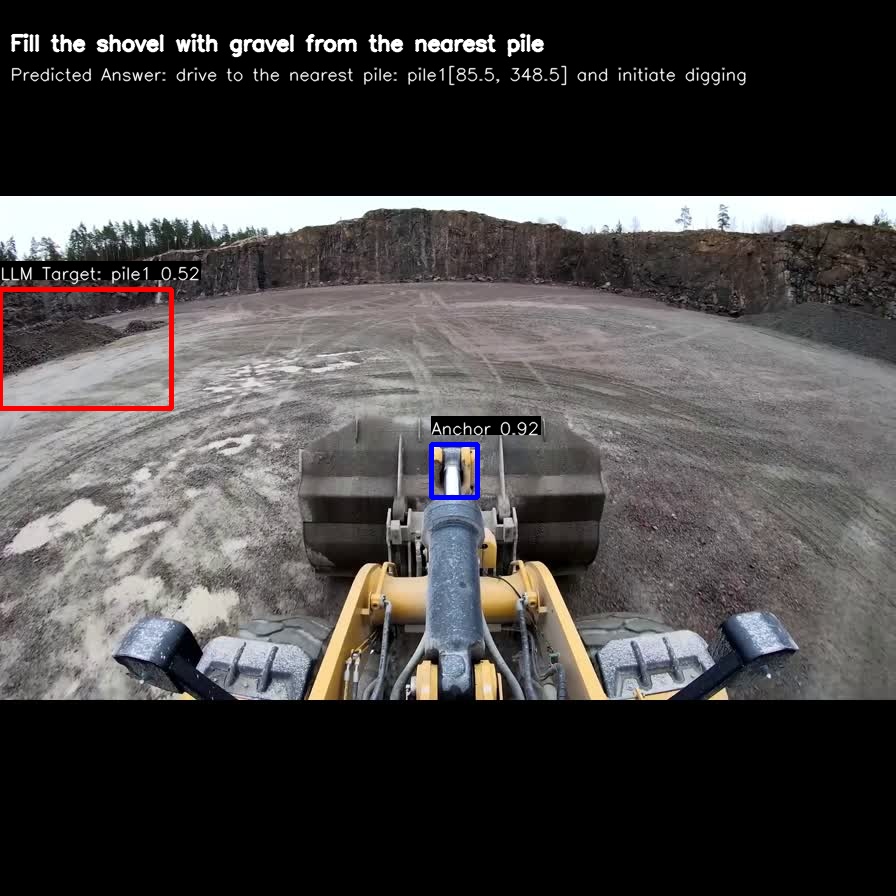 Fill the shovel with gravel from the nearest pile
Predicted Answer: drive to the nearest pile: pile1[85.5, 348.5] and initiate digging
LLM Target: pile1 0.52
Anchor 0.92